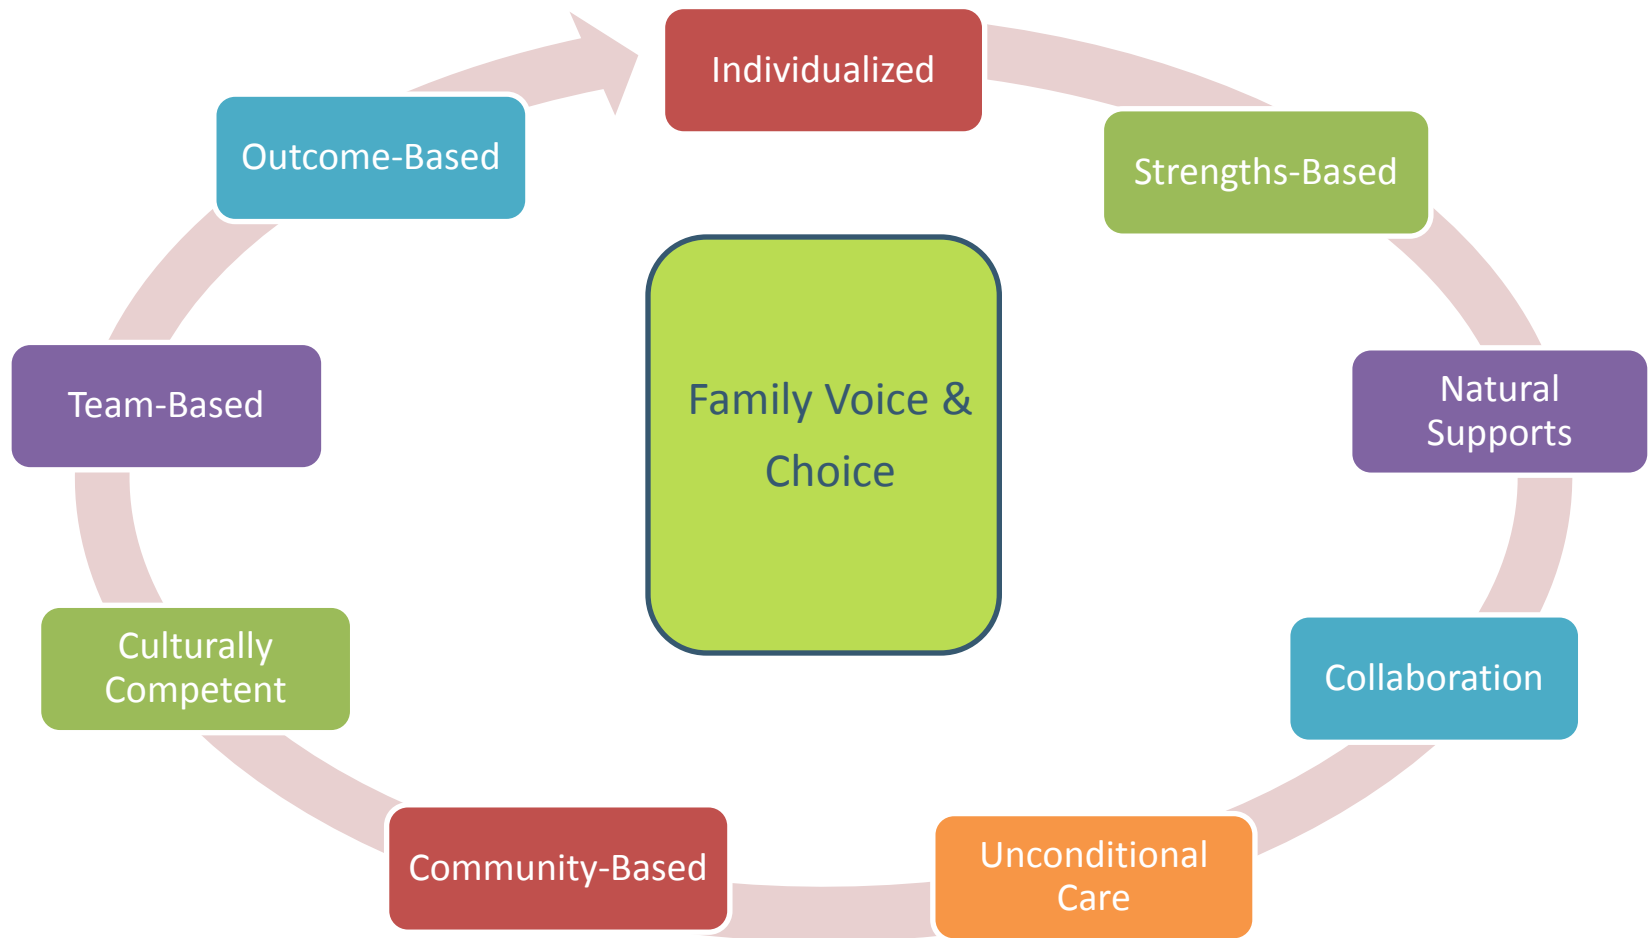 Individualized
Strengths-Based
Natural
Supports
Collaboration
Unconditional
Care
Community-Based
Culturally
Competent
Team-Based
Outcome-Based
Family Voice &
Choice